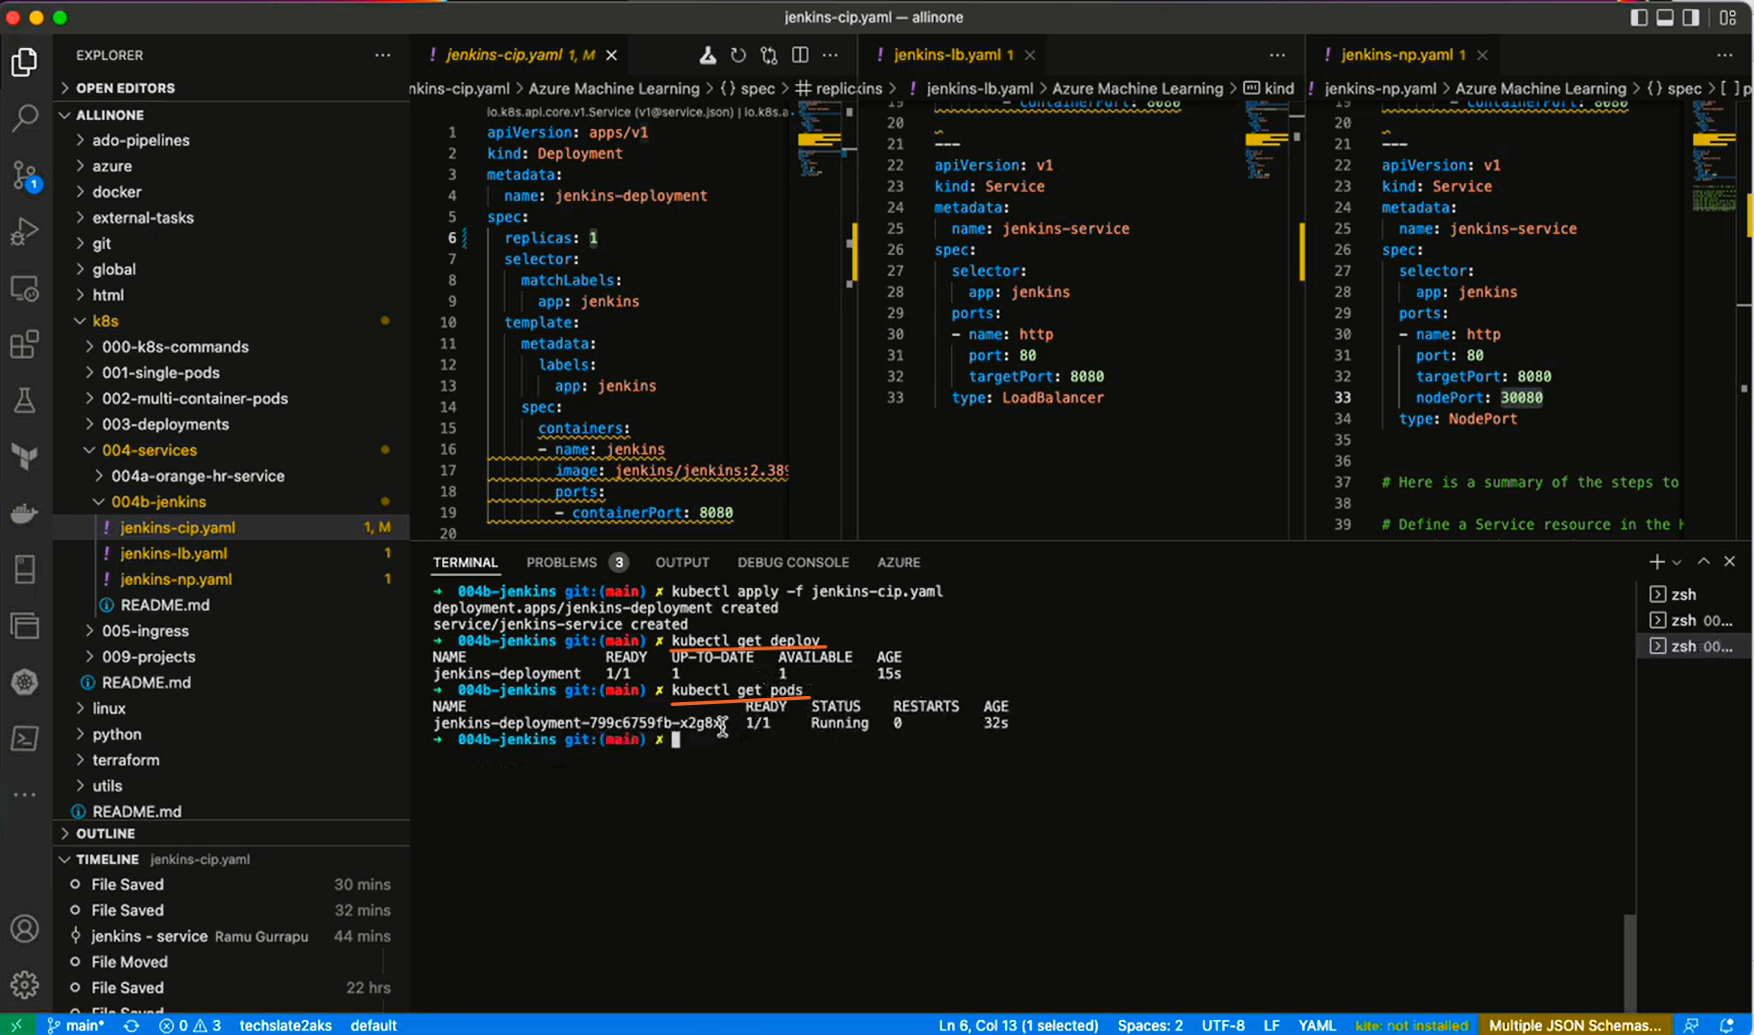 jenkins-cip.yaml — allinone
EXPLORER
OPEN EDITORS
ALLINONE
ado-pipelines
azure
docker
external-tasks
git
global
html
k8s
000-k8s-commands
001-single-pods
002-multi-container-pods
003-deployments
004-services
004a-orange-hr-service
004b-jenkins
! jenkins-cip.yaml 1, M
! jenkins-lb.yaml 1
! jenkins-np.yaml 1
README.md
005-ingress
009-projects
README.md
linux
python
terraform
utils
README.md
OUTLINE
TIMELINE jenkins-cip.yaml
File Saved 30 mins
File Saved 32 mins
jenkins - service Ramu Gurrapu 44 mins
File Moved
File Saved 22 hrs
File Saved
! jenkins-cip.yaml 1, M
nkins-cip.yaml > Azure Machine Learning > {} spec > # replic
io.k8s.api.core.v1.Service (v1@service.json) | io.k8s.a
1 apiVersion: apps/v1
2 kind: Deployment
3 metadata:
4 name: jenkins-deployment
5 spec:
6 replicas: 1
7 selector:
8 matchLabels:
9 app: jenkins
10 template:
11 metadata:
12 labels:
13 app: jenkins
14 spec:
15 containers:
16 - name: jenkins
17 image: jenkins/jenkins:2.389
18 ports:
19 - containerPort: 8080
20
! jenkins-lb.yaml 1
ins > ! jenkins-lb.yaml > Azure Machine Learning > kind
19 - containerPort: 8080
20
21 ---
22 apiVersion: v1
23 kind: Service
24 metadata:
25 name: jenkins-service
26 spec:
27 selector:
28 app: jenkins
29 ports:
30 - name: http
31 port: 80
32 targetPort: 8080
33 type: LoadBalancer
! jenkins-np.yaml 1
! jenkins-np.yaml > Azure Machine Learning > {} spec > [ ] p
19 - containerPort: 8080
20
21 ---
22 apiVersion: v1
23 kind: Service
24 metadata:
25 name: jenkins-service
26 spec:
27 selector:
28 app: jenkins
29 ports:
30 - name: http
31 port: 80
32 targetPort: 8080
33 nodePort: 30080
34 type: NodePort
35
36
37 # Here is a summary of the steps to
38
39 # Define a Service resource in the
TERMINAL PROBLEMS 3 OUTPUT DEBUG CONSOLE AZURE
→ 004b-jenkins git:(main) ✗ kubectl apply -f jenkins-cip.yaml
deployment.apps/jenkins-deployment created
service/jenkins-service created
→ 004b-jenkins git:(main) ✗ kubectl get deploy
NAME READY UP-TO-DATE AVAILABLE AGE
jenkins-deployment 1/1 1 1 15s
→ 004b-jenkins git:(main) ✗ kubectl get pods
NAME READY STATUS RESTARTS AGE
jenkins-deployment-799c6759fb-x2g8x 1/1 Running 0 32s
→ 004b-jenkins git:(main) ✗
zsh
zsh 00...
zsh 00...
1
main* 0 3 techslate2aks default
Ln 6, Col 13 (1 selected) Spaces: 2 UTF-8 LF YAML kite: not installed Multiple JSON Schemas...